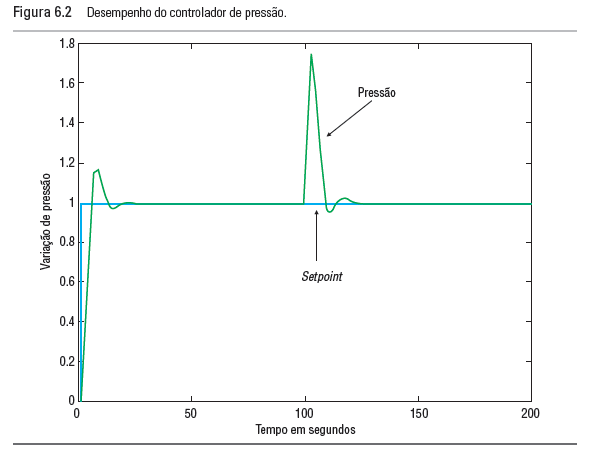 Figura 6.2 Desempenho do controlador de pressão.
1.8
1.6
1.4
1.2
1
0.8
0.6
0.4
0.2
0
Variação de pressão
Pressão
Setpoint
0 50 100 150 200
Tempo em segundos